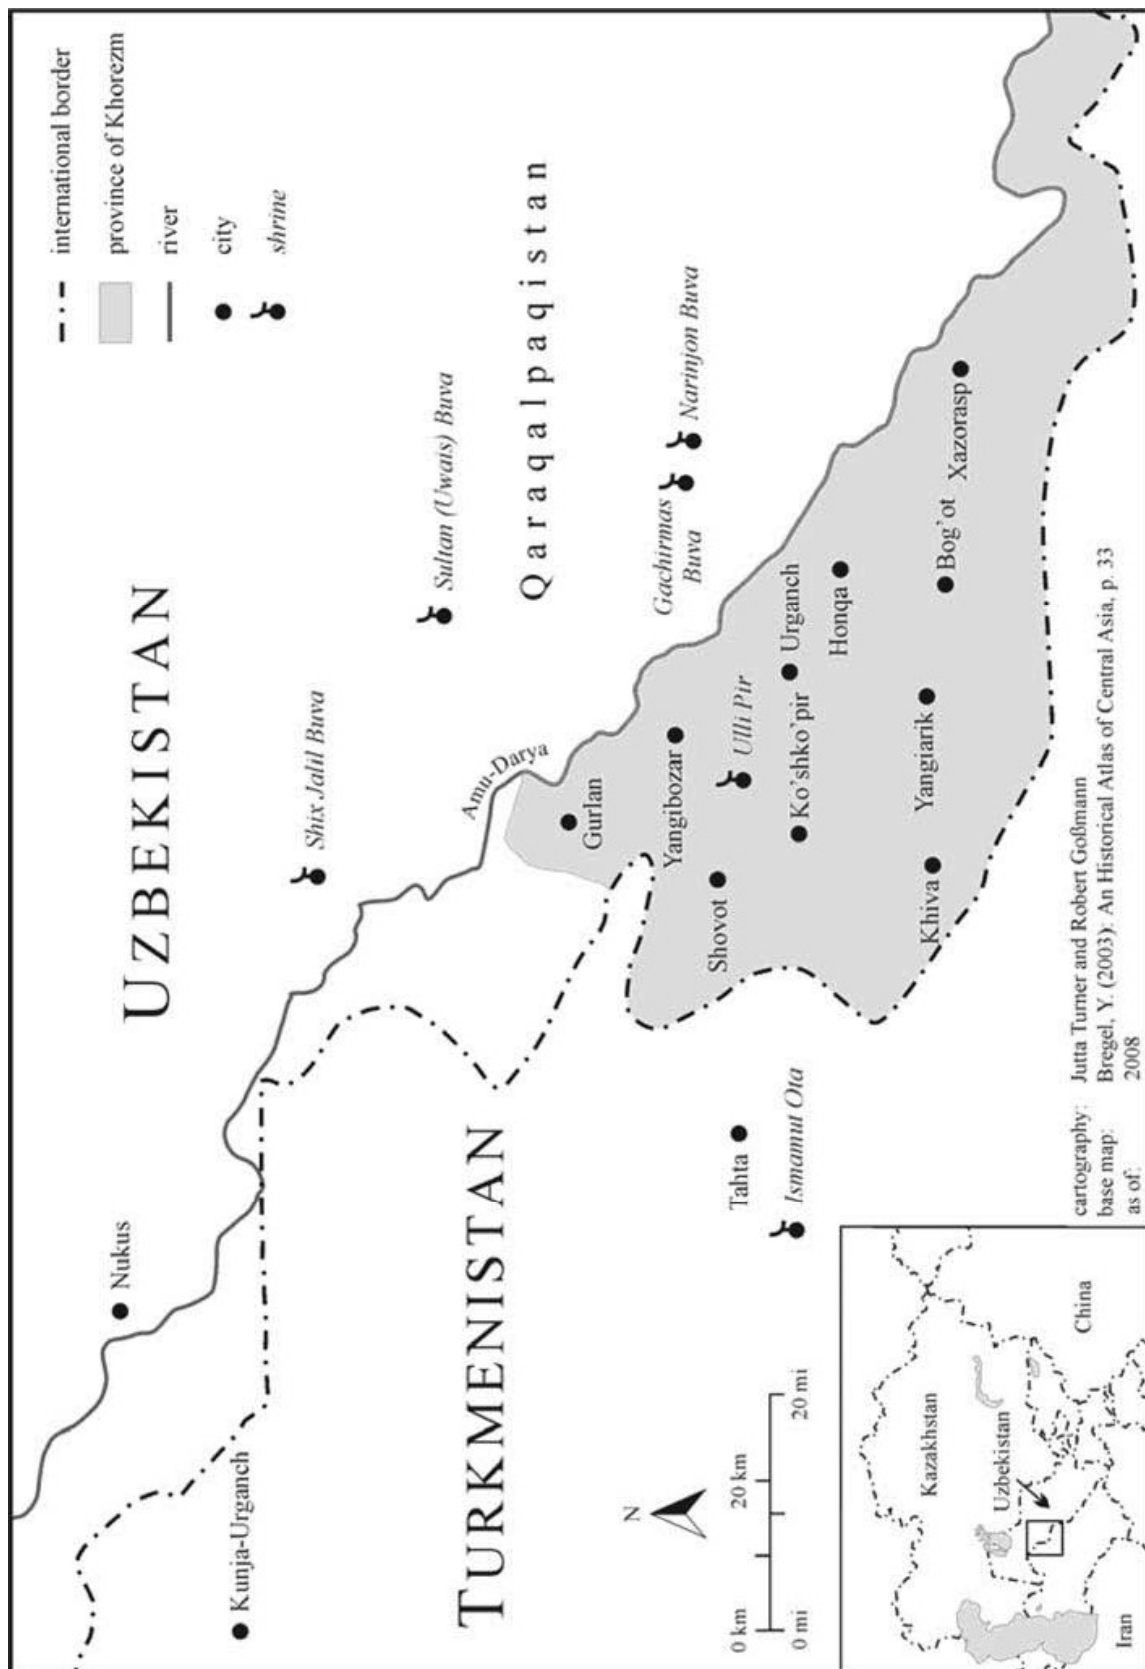 international border
province of Khorezm
river
city
shrine
UZBEKISTAN
Nukus
Shix Jalil Buva
Sultan (Uwais) Buva
Qaraqalpaqistan
Kunja-Urganch
Amu-Darya
TURKMENISTAN
Gurlan
Gachirmas
Buva
Narinjon Buva
Yangibozar
Shovot
Ulli Pir
Urganch
Tahta
Ko'shko'pir
Ismamut Ota
Honqa
Yangiarik
Khiva
Bog'ot
Xazorasp
N
0 km
20 km
0 mi
20 mi
Kazakhstan
Uzbekistan
China
Iran
cartography: Jutta Turner and Robert Goßmann
base map: Bregel, Y. (2003): An Historical Atlas of Central Asia, p. 33
as of: 2008